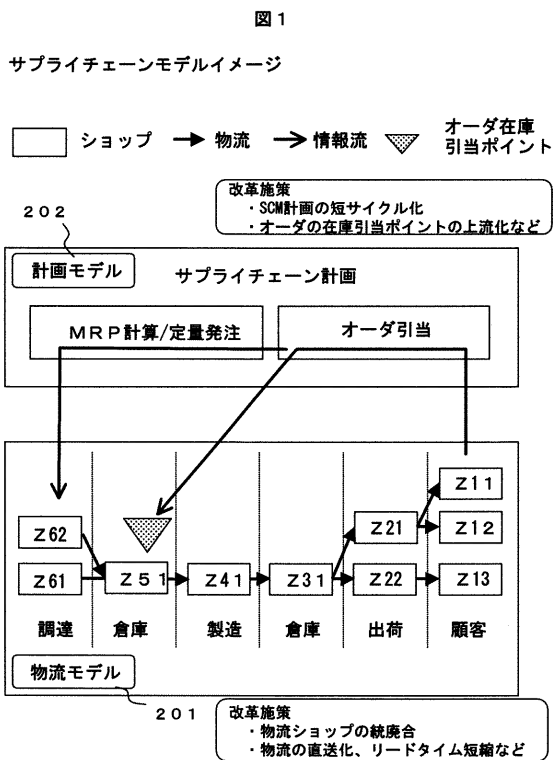 図1
サプライチェーンモデルイメージ
ショップ
物流
情報流
オーダ在庫
引当ポイント
改革施策
・SCM計画の短サイクル化
・オーダの在庫引当ポイントの上流化など
202
計画モデル
サプライチェーン計画
MRP計算/定量発注
オーダ引当
Z11
Z62
Z21
Z12
Z61
Z51
Z41
Z31
Z22
Z13
調達
倉庫
製造
倉庫
出荷
顧客
物流モデル
201
改革施策
・物流ショップの統廃合
・物流の直送化、リードタイム短縮など